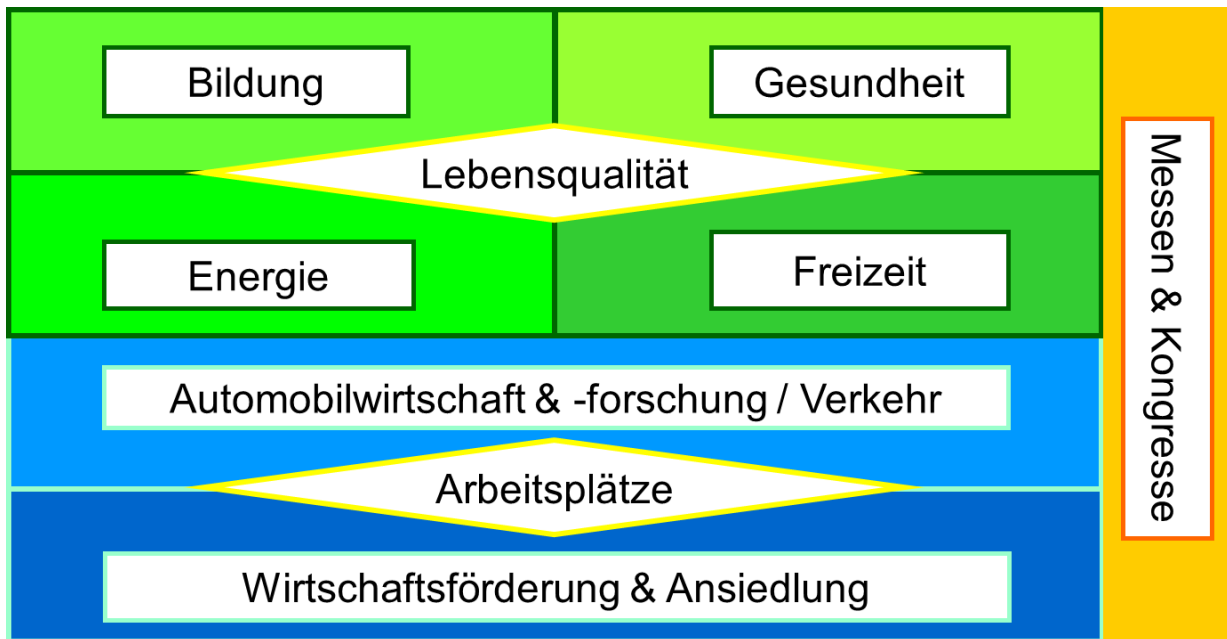 Bildung
Gesundheit
Lebensqualität
Energie
Freizeit
Automobilwirtschaft & -forschung / Verkehr
Arbeitsplätze
Wirtschaftsförderung & Ansiedlung
Messen & Kongresse